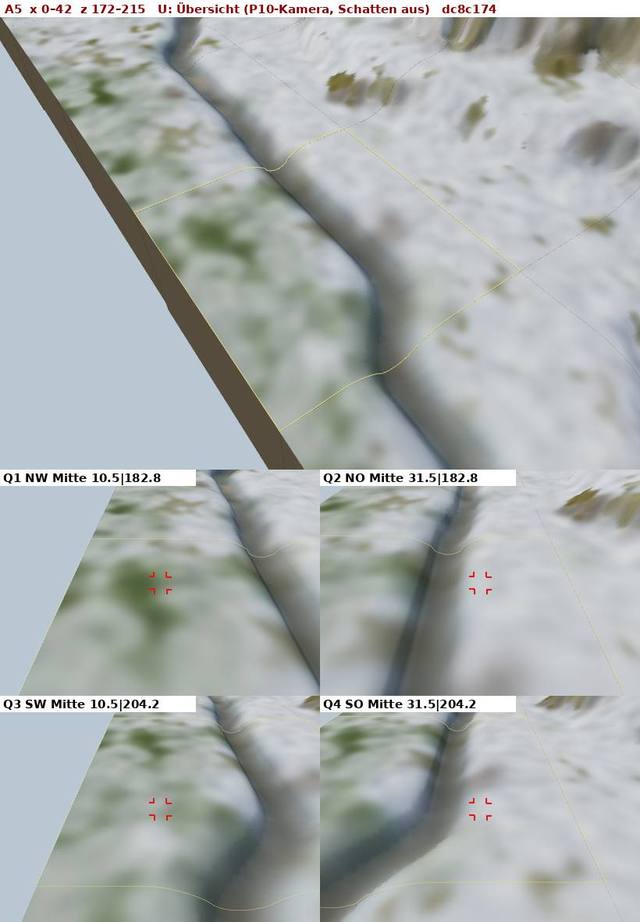 A5 x 0–42 z 172–215 U: Übersicht (P10-Kamera, Schatten aus) dc8c174
Q1 NW Mitte 10.5|182.8
Q2 NO Mitte 31.5|182.8
Q3 SW Mitte 10.5|204.2
Q4 SO Mitte 31.5|204.2